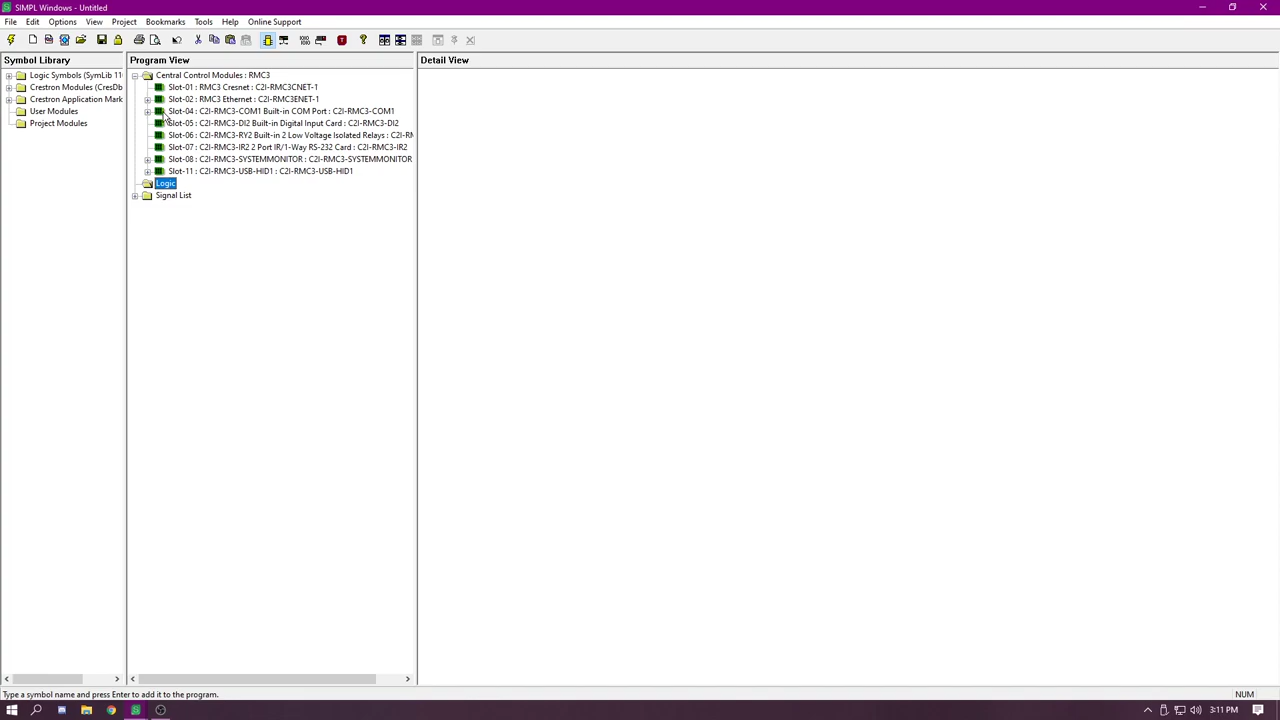 SIMPL Windows - Untitled
File Edit Options View Project Bookmarks Tools Help Online Support
Symbol Library
Logic Symbols (SymLib 11
Crestron Modules (CresDb
Crestron Application Mark
User Modules
Project Modules
Program View
Central Control Modules : RMC3
Slot-01 : RMC3 Cresnet : C2I-RMC3CNET-1
Slot-02 : RMC3 Ethernet : C2I-RMC3ENET-1
Slot-04 : C2I-RMC3-COM1 Built-in COM Port : C2I-RMC3-COM1
Slot-05 : C2I-RMC3-DI2 Built-in Digital Input Card : C2I-RMC3-DI2
Slot-06 : C2I-RMC3-RY2 Built-in 2 Low Voltage Isolated Relays : C2I-RM
Slot-07 : C2I-RMC3-IR2 2 Port IR/1-Way RS-232 Card : C2I-RMC3-IR2
Slot-08 : C2I-RMC3-SYSTEMMONITOR : C2I-RMC3-SYSTEMMONITOR
Slot-11 : C2I-RMC3-USB-HID1 : C2I-RMC3-USB-HID1
Logic
Signal List
Detail View
Type a symbol name and press Enter to add it to the program.
NUM
3:11 PM